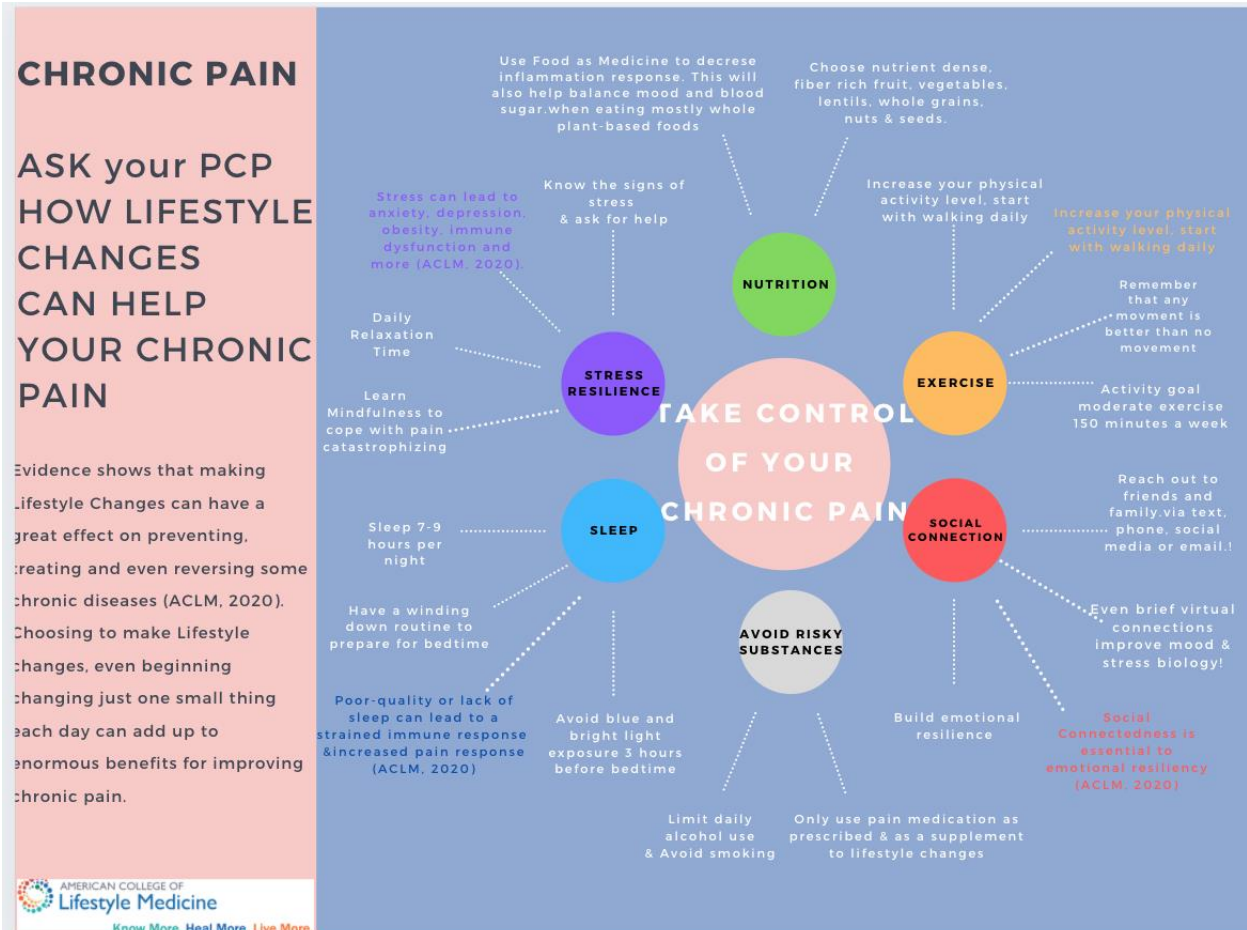 CHRONIC PAIN
ASK your PCP
HOW LIFESTYLE
CHANGES
CAN HELP
YOUR CHRONIC
PAIN
Evidence shows that making
Lifestyle Changes can have a
great effect on preventing,
treating and even reversing some
chronic diseases (ACLM, 2020).
Choosing to make Lifestyle
changes, even beginning
changing just one small thing
each day can add up to
enormous benefits for improving
chronic pain.
AMERICAN COLLEGE OF
Lifestyle Medicine
Know More. Heal More. Live More
Use Food as Medicine to decrese
inflammation response. This will
also help balance mood and blood
sugar.when eating mostly whole
plant-based foods
Choose nutrient dense,
fiber rich fruit, vegetables,
lentils, whole grains,
nuts & seeds.
NUTRITION
Stress can lead to
anxiety, depression,
obesity, immune
dysfunction and
more (ACLM, 2020).
Know the signs of
stress
& ask for help
Daily
Relaxation
Time
Learn
Mindfulness to
cope with pain
catastrophizing
STRESS
RESILIENCE
Increase your physical
activity level, start
with walking daily
Increase your physical
activity level, start
with walking daily
Remember
that any
movment is
better than no
movement
Activity goal
moderate exercise
150 minutes a week
EXERCISE
TAKE CONTROL
OF YOUR
CHRONIC PAIN
Sleep 7-9
hours per
night
Have a winding
down routine to
prepare for bedtime
Poor-quality or lack of
sleep can lead to a
strained immune response
&increased pain response
(ACLM, 2020)
Avoid blue and
bright light
exposure 3 hours
before bedtime
SLEEP
SOCIAL
CONNECTION
Reach out to
friends and
family.via text,
phone, social
media or email.!
Even brief virtual
connections
improve mood &
stress biology!
Social
Connectedness is
essential to
emotional resiliency
(ACLM. 2020)
Build emotional
resilience
AVOID RISKY
SUBSTANCES
Limit daily
alcohol use
& Avoid smoking
Only use pain medication as
prescribed & as a supplement
to lifestyle changes